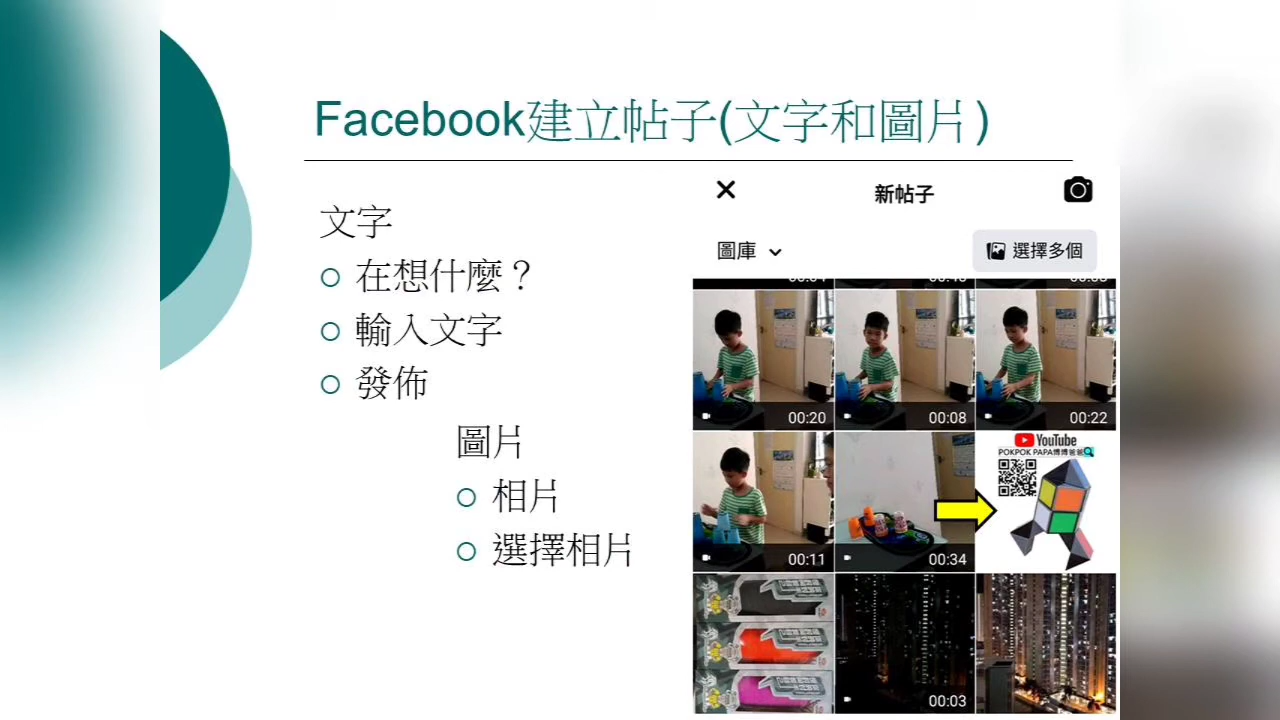 Facebook建立帖子(文字和圖片)
文字
在想什麼？
輸入文字
發佈
圖片
相片
選擇相片
新帖子
圖庫
選擇多個
00:20
00:08
00:22
00:11
00:34
YouTube
POKPOK PAPA博博爸爸
00:03